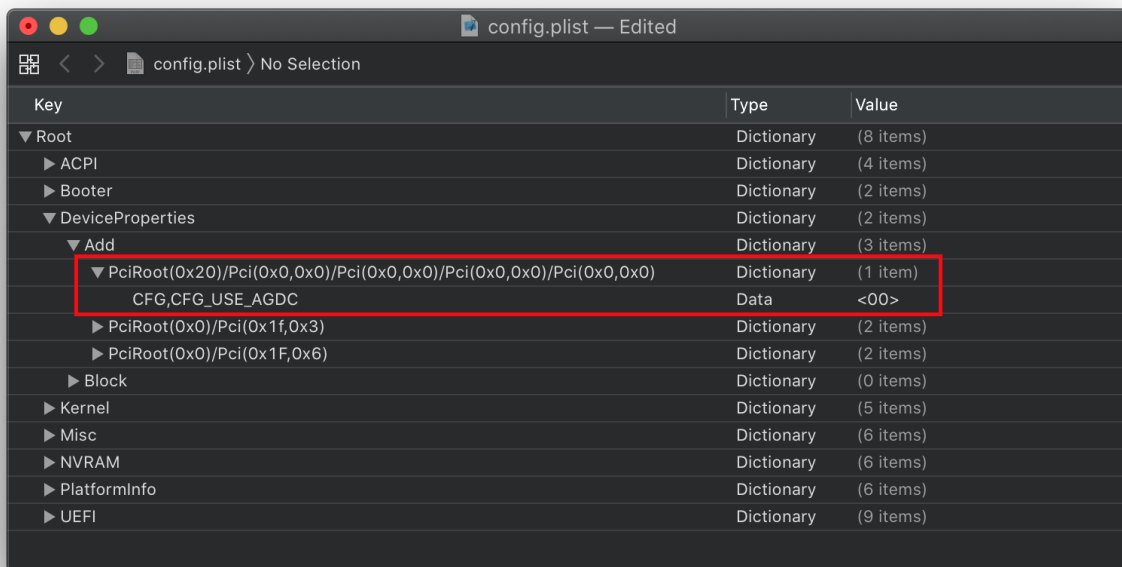 config.plist — Edited
config.plist 〉No Selection
Key Type Value
Root Dictionary (8 items)
ACPI Dictionary (4 items)
Booter Dictionary (2 items)
DeviceProperties Dictionary (2 items)
Add Dictionary (3 items)
PciRoot(0x20)/Pci(0x0,0x0)/Pci(0x0,0x0)/Pci(0x0,0x0)/Pci(0x0,0x0) Dictionary (1 item)
CFG,CFG_USE_AGDC Data <00>
PciRoot(0x0)/Pci(0x1f,0x3) Dictionary (2 items)
PciRoot(0x0)/Pci(0x1F,0x6) Dictionary (2 items)
Block Dictionary (0 items)
Kernel Dictionary (5 items)
Misc Dictionary (6 items)
NVRAM Dictionary (6 items)
PlatformInfo Dictionary (6 items)
UEFI Dictionary (9 items)